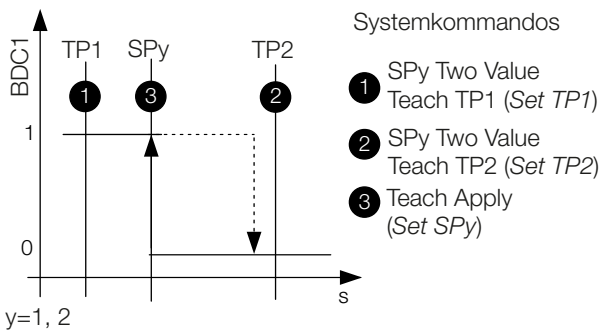 BDC1
TP1
SPy
TP2
1
3
2
1
0
s
y=1, 2
Systemkommandos
1 SPy Two Value
Teach TP1 (Set TP1)
2 SPy Two Value
Teach TP2 (Set TP2)
3 Teach Apply
(Set SPy)